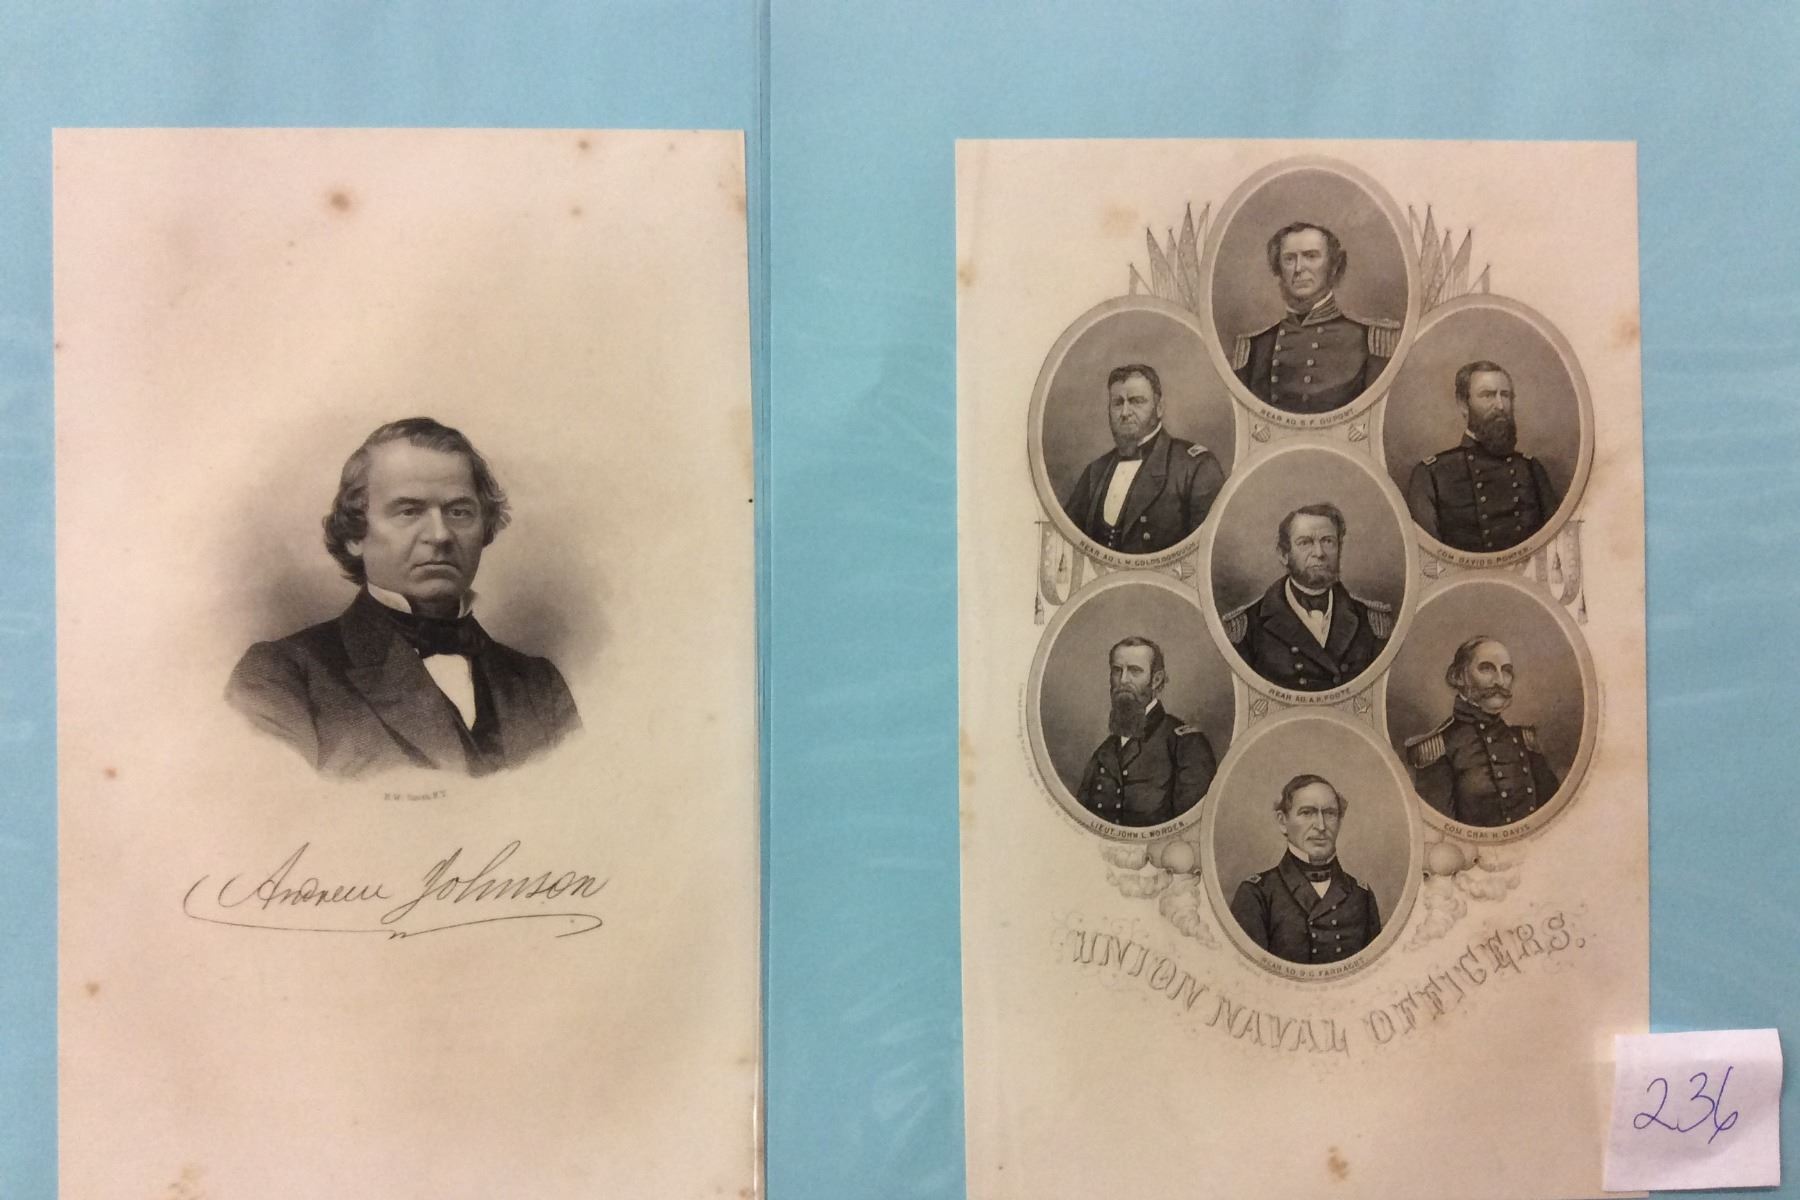 Andrew Johnson
REAR AD. S. F. DUPONT.
REAR AD. L. M. GOLDSBOROUGH.
COM. DAVID D. PORTER.
REAR AD. A. H. FOOTE.
LIEUT. JOHN L. WORDEN.
COM. CHAS. H. DAVIS.
REAR AD. D. G. FARRAGUT.
UNION NAVAL OFFICERS.
236